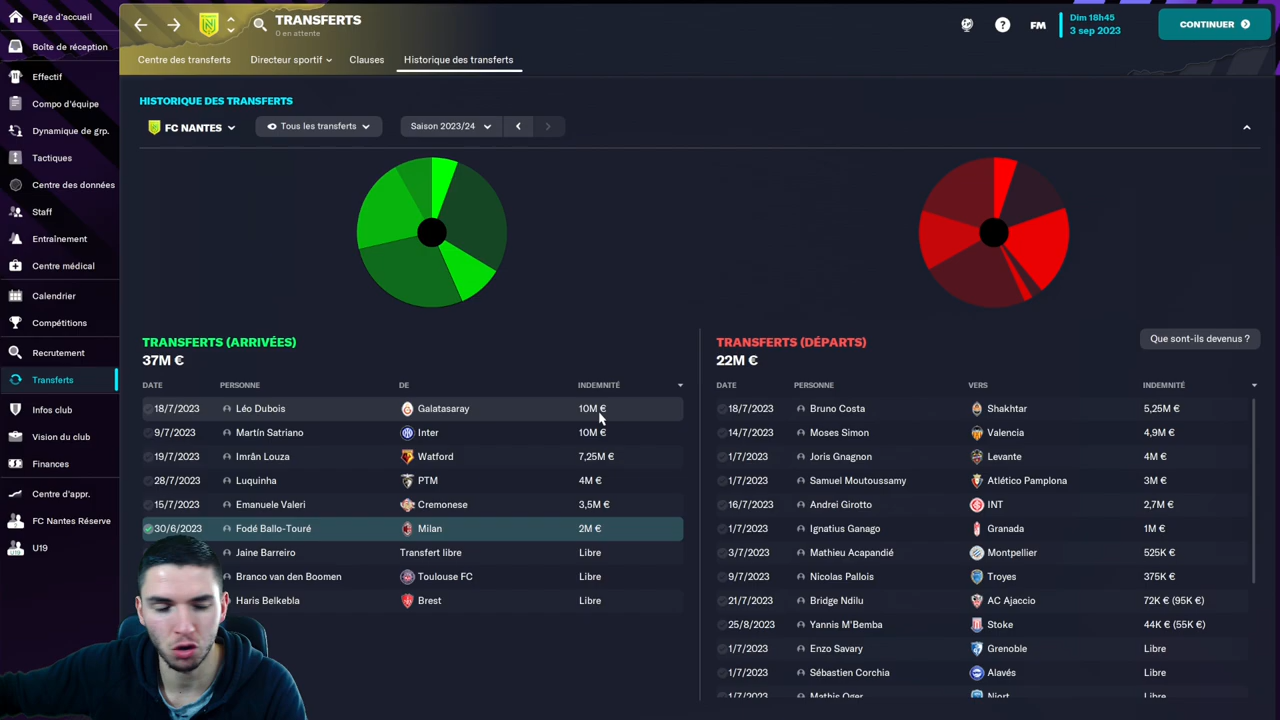 Page d'accueil
Boîte de réception
Effectif
Compo d'équipe
Dynamique de grp.
Tactiques
Centre des données
Staff
Entraînement
Centre médical
Calendrier
Compétitions
Recrutement
Transferts
Infos club
Vision du club
Finances
Centre d'appr.
FC Nantes Réserve
U19
TRANSFERTS
0 en attente
FM
Dim 18h45
3 sep 2023
CONTINUER
Centre des transferts Directeur sportif Clauses Historique des transferts
HISTORIQUE DES TRANSFERTS
FC NANTES Tous les transferts Saison 2023/24
TRANSFERTS (ARRIVÉES)
37M €
DATE PERSONNE DE INDEMNITÉ
18/7/2023 Léo Dubois Galatasaray 10M €
9/7/2023 Martín Satriano Inter 10M €
19/7/2023 Imrân Louza Watford 7,25M €
28/7/2023 Luquinha PTM 4M €
15/7/2023 Emanuele Valeri Cremonese 3,5M €
30/6/2023 Fodé Ballo-Touré Milan 2M €
Jaine Barreiro Transfert libre Libre
Branco van den Boomen Toulouse FC Libre
Haris Belkebla Brest Libre
TRANSFERTS (DÉPARTS)
22M €
Que sont-ils devenus ?
DATE PERSONNE VERS INDEMNITÉ
18/7/2023 Bruno Costa Shakhtar 5,25M €
14/7/2023 Moses Simon Valencia 4,9M €
1/7/2023 Joris Gnagnon Levante 4M €
1/7/2023 Samuel Moutoussamy Atlético Pamplona 3M €
16/7/2023 Andrei Girotto INT 2,7M €
1/7/2023 Ignatius Ganago Granada 1M €
3/7/2023 Mathieu Acapandié Montpellier 525K €
9/7/2023 Nicolas Pallois Troyes 375K €
21/7/2023 Bridge Ndilu AC Ajaccio 72K € (95K €)
25/8/2023 Yannis M'Bemba Stoke 44K € (55K €)
1/7/2023 Enzo Savary Grenoble Libre
1/7/2023 Sébastien Corchia Alavés Libre
1/7/2023 Mathis Oger Niort Libre